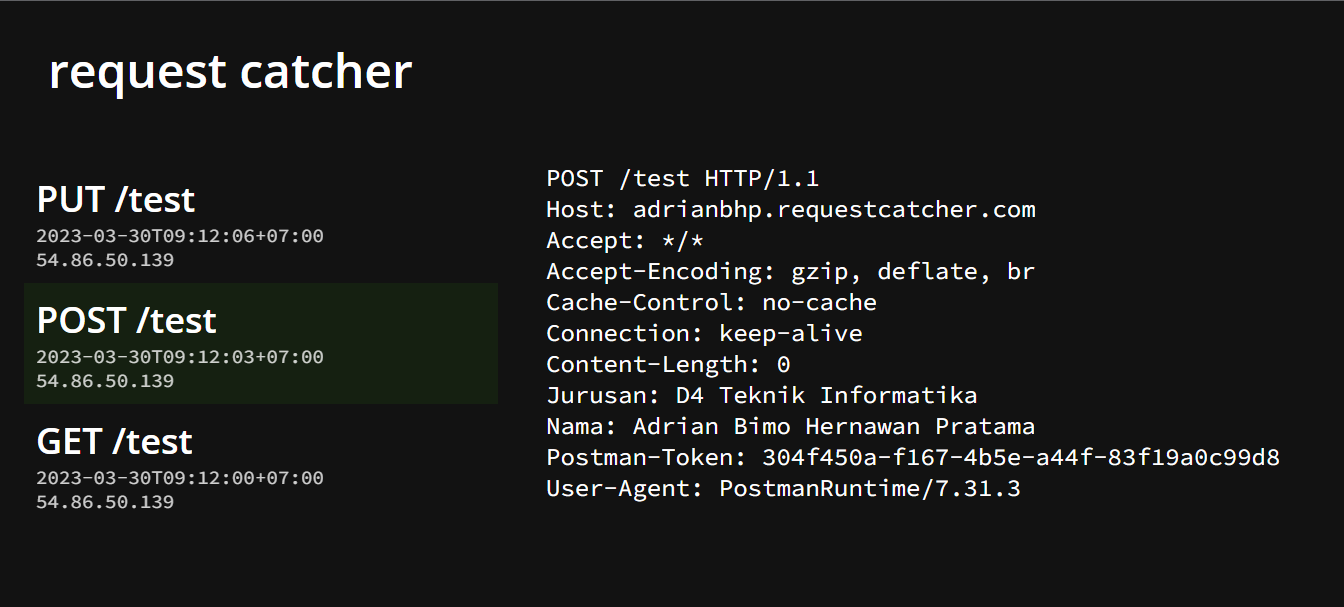 request catcher
PUT /test
2023-03-30T09:12:06+07:00
54.86.50.139
POST /test
2023-03-30T09:12:03+07:00
54.86.50.139
GET /test
2023-03-30T09:12:00+07:00
54.86.50.139
POST /test HTTP/1.1
Host: adrianbhp.requestcatcher.com
Accept: */*
Accept-Encoding: gzip, deflate, br
Cache-Control: no-cache
Connection: keep-alive
Content-Length: 0
Jurusan: D4 Teknik Informatika
Nama: Adrian Bimo Hernawan Pratama
Postman-Token: 304f450a-f167-4b5e-a44f-83f19a0c99d8
User-Agent: PostmanRuntime/7.31.3